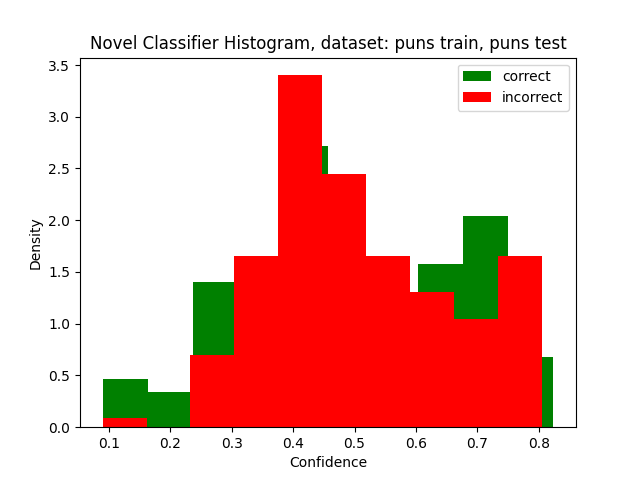 Novel Classifier Histogram, dataset: puns train, puns test
correct
incorrect
3.5
3.0
2.5
2.0
1.5
1.0
0.5
0.0
Density
0.1 0.2 0.3 0.4 0.5 0.6 0.7 0.8
Confidence